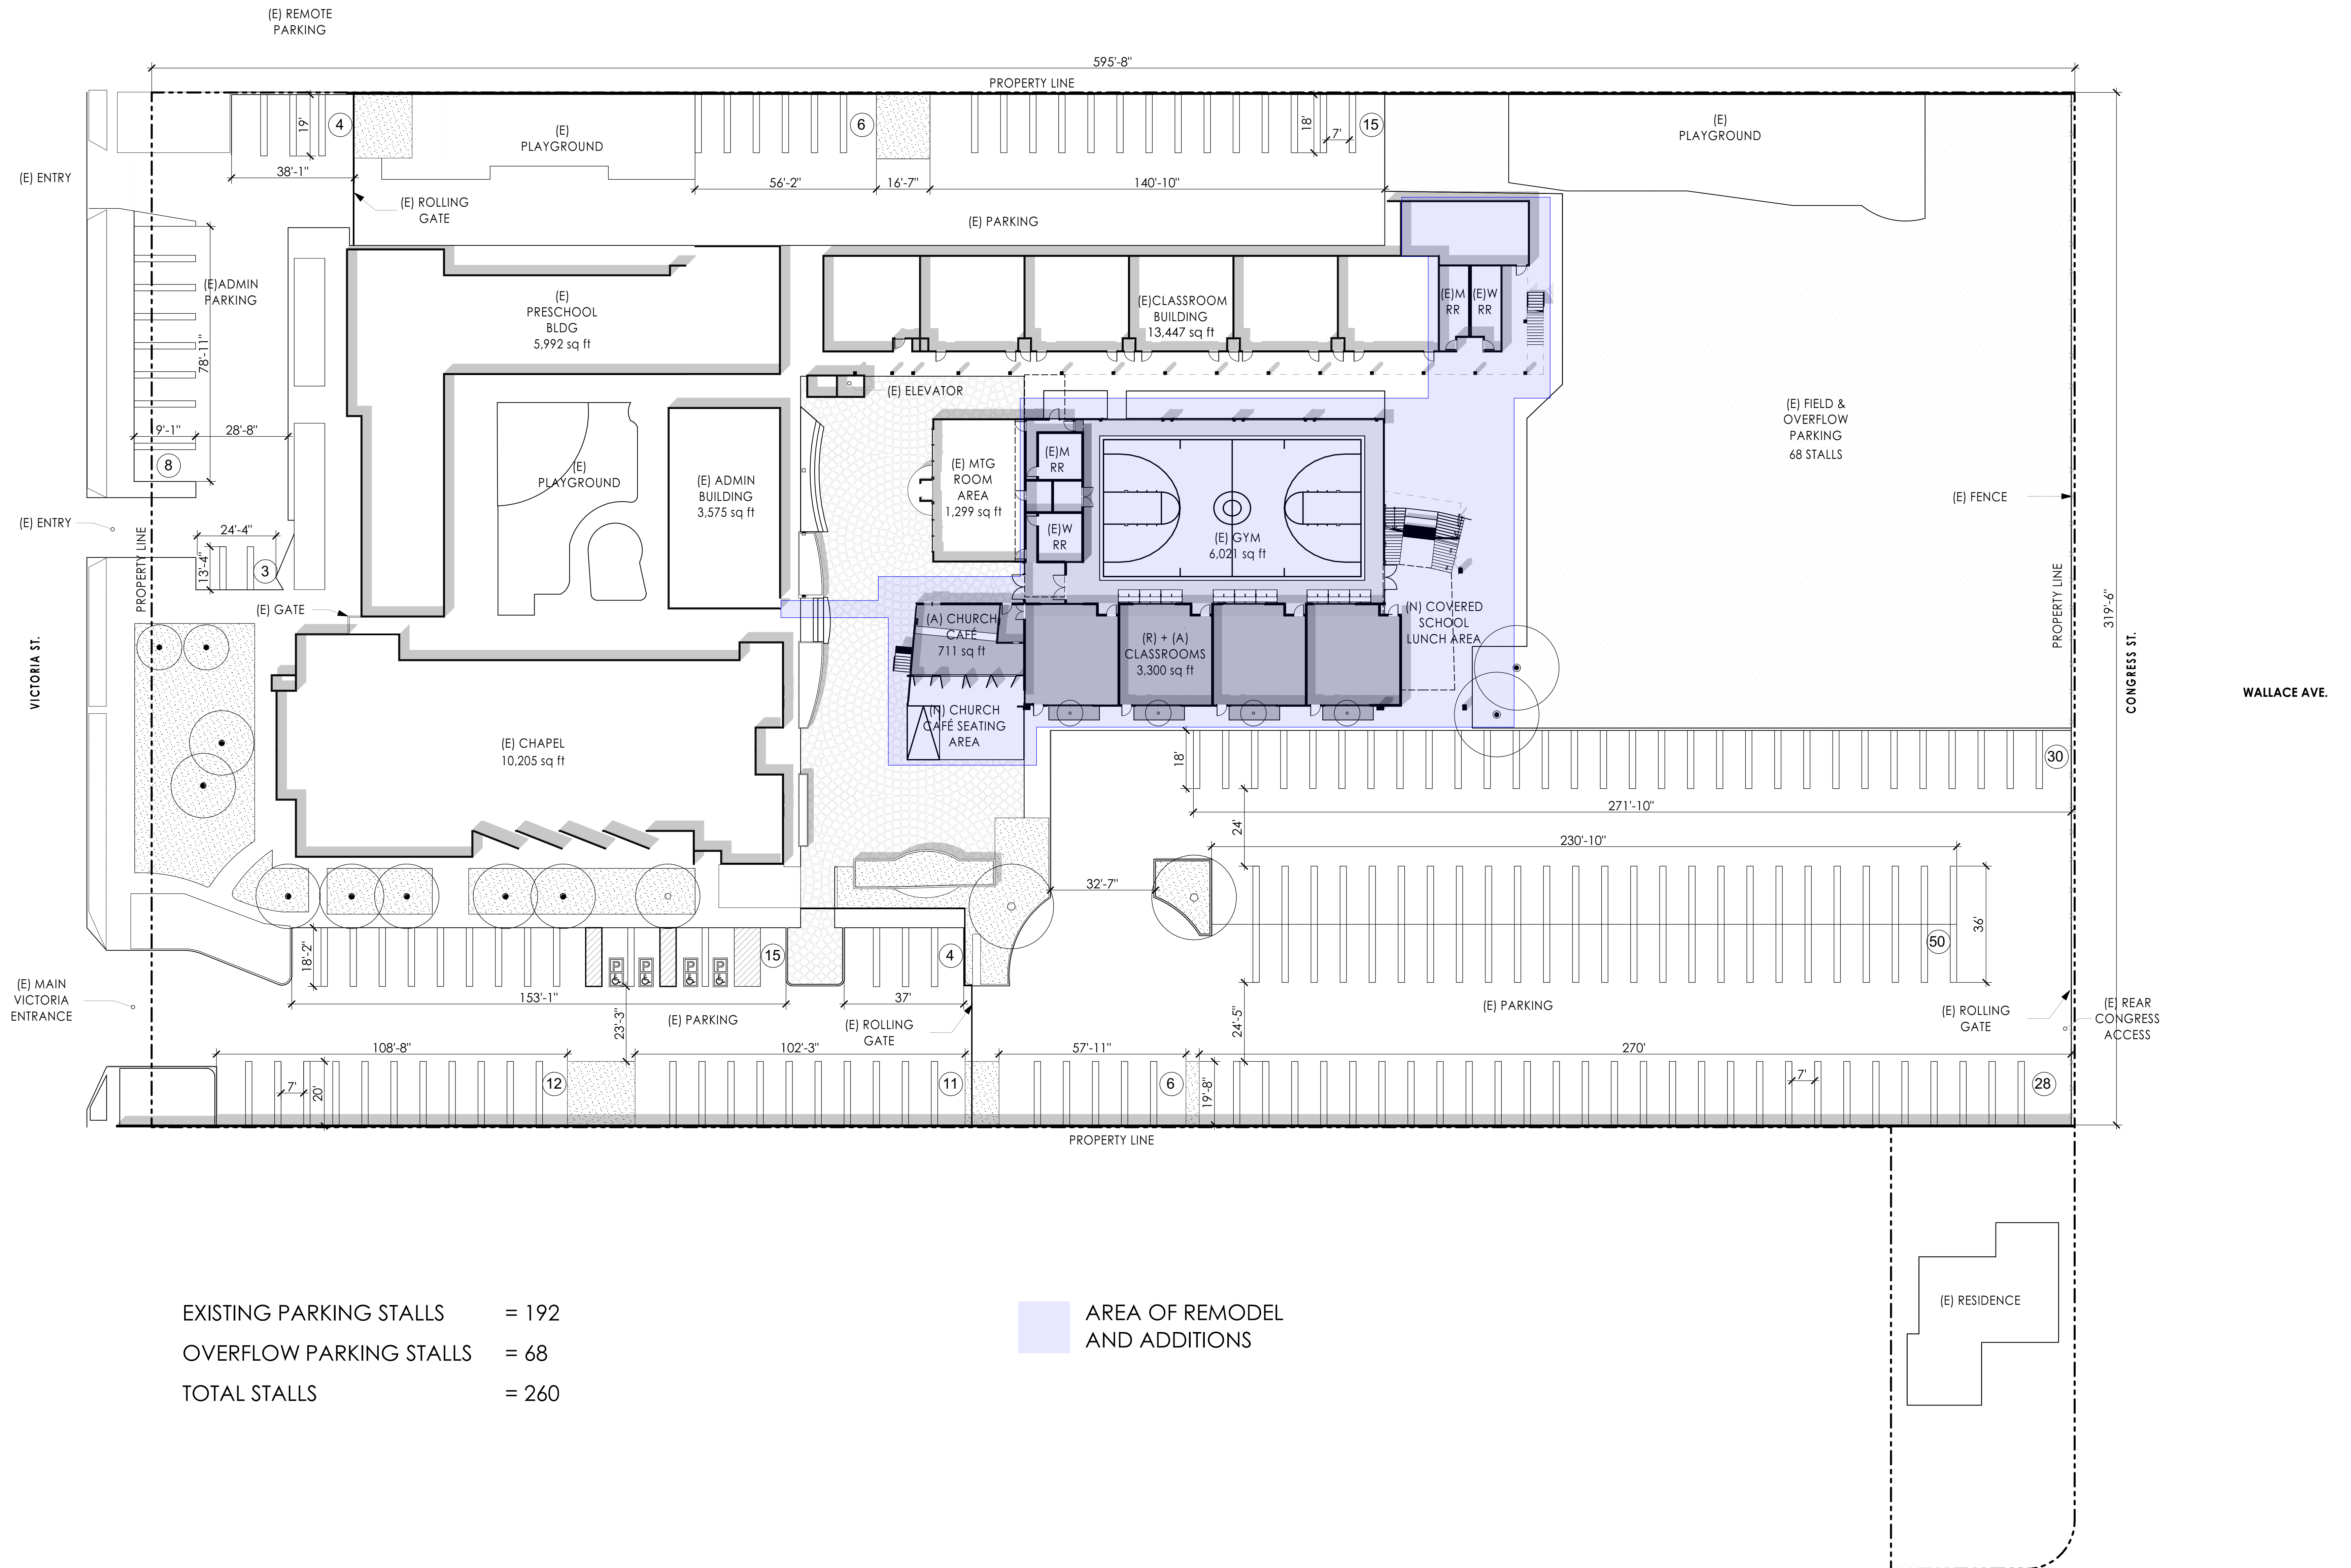 (E) REMOTE
PARKING
595'-8"
PROPERTY LINE
19'
4
(E)
PLAYGROUND
6
18'
7'
15
(E)
PLAYGROUND
(E) ENTRY
38'-1"
56'-2"
16'-7"
140'-10"
(E) ROLLING
GATE
(E) PARKING
(E)ADMIN
PARKING
78'-11"
(E)
PRESCHOOL
BLDG
5,992 sq ft
(E)CLASSROOM
BUILDING
13,447 sq ft
(E)M
RR
(E)W
RR
(E) ELEVATOR
9'-1"
28'-8"
8
(E)
PLAYGROUND
(E) ADMIN
BUILDING
3,575 sq ft
(E) MTG
ROOM
AREA
1,299 sq ft
(E)M
RR
(E)W
RR
(E) GYM
6,021 sq ft
(E) FIELD &
OVERFLOW
PARKING
68 STALLS
(E) FENCE
(E) ENTRY
24'-4"
13'-4"
3
PROPERTY LINE
(E) GATE
(A) CHURCH
CAFÉ
711 sq ft
(R) + (A)
CLASSROOMS
3,300 sq ft
(N) COVERED
SCHOOL
LUNCH AREA
PROPERTY LINE
319'-6"
VICTORIA ST.
CONGRESS ST.
WALLACE AVE.
(N) CHURCH
CAFÉ SEATING
AREA
(E) CHAPEL
10,205 sq ft
18'
30
271'-10"
24'
230'-10"
32'-7"
36'
50
18'-2"
P
P
P
P
15
4
153'-1"
37'
(E) MAIN
VICTORIA
ENTRANCE
23'-3"
(E) PARKING
(E) ROLLING
GATE
24'-5"
(E) PARKING
(E) ROLLING
GATE
(E) REAR
CONGRESS
ACCESS
108'-8"
102'-3"
57'-11"
270'
7'
20'
12
11
6
19'-8"
7'
28
PROPERTY LINE
(E) RESIDENCE
EXISTING PARKING STALLS = 192
OVERFLOW PARKING STALLS = 68
TOTAL STALLS = 260
AREA OF REMODEL
AND ADDITIONS